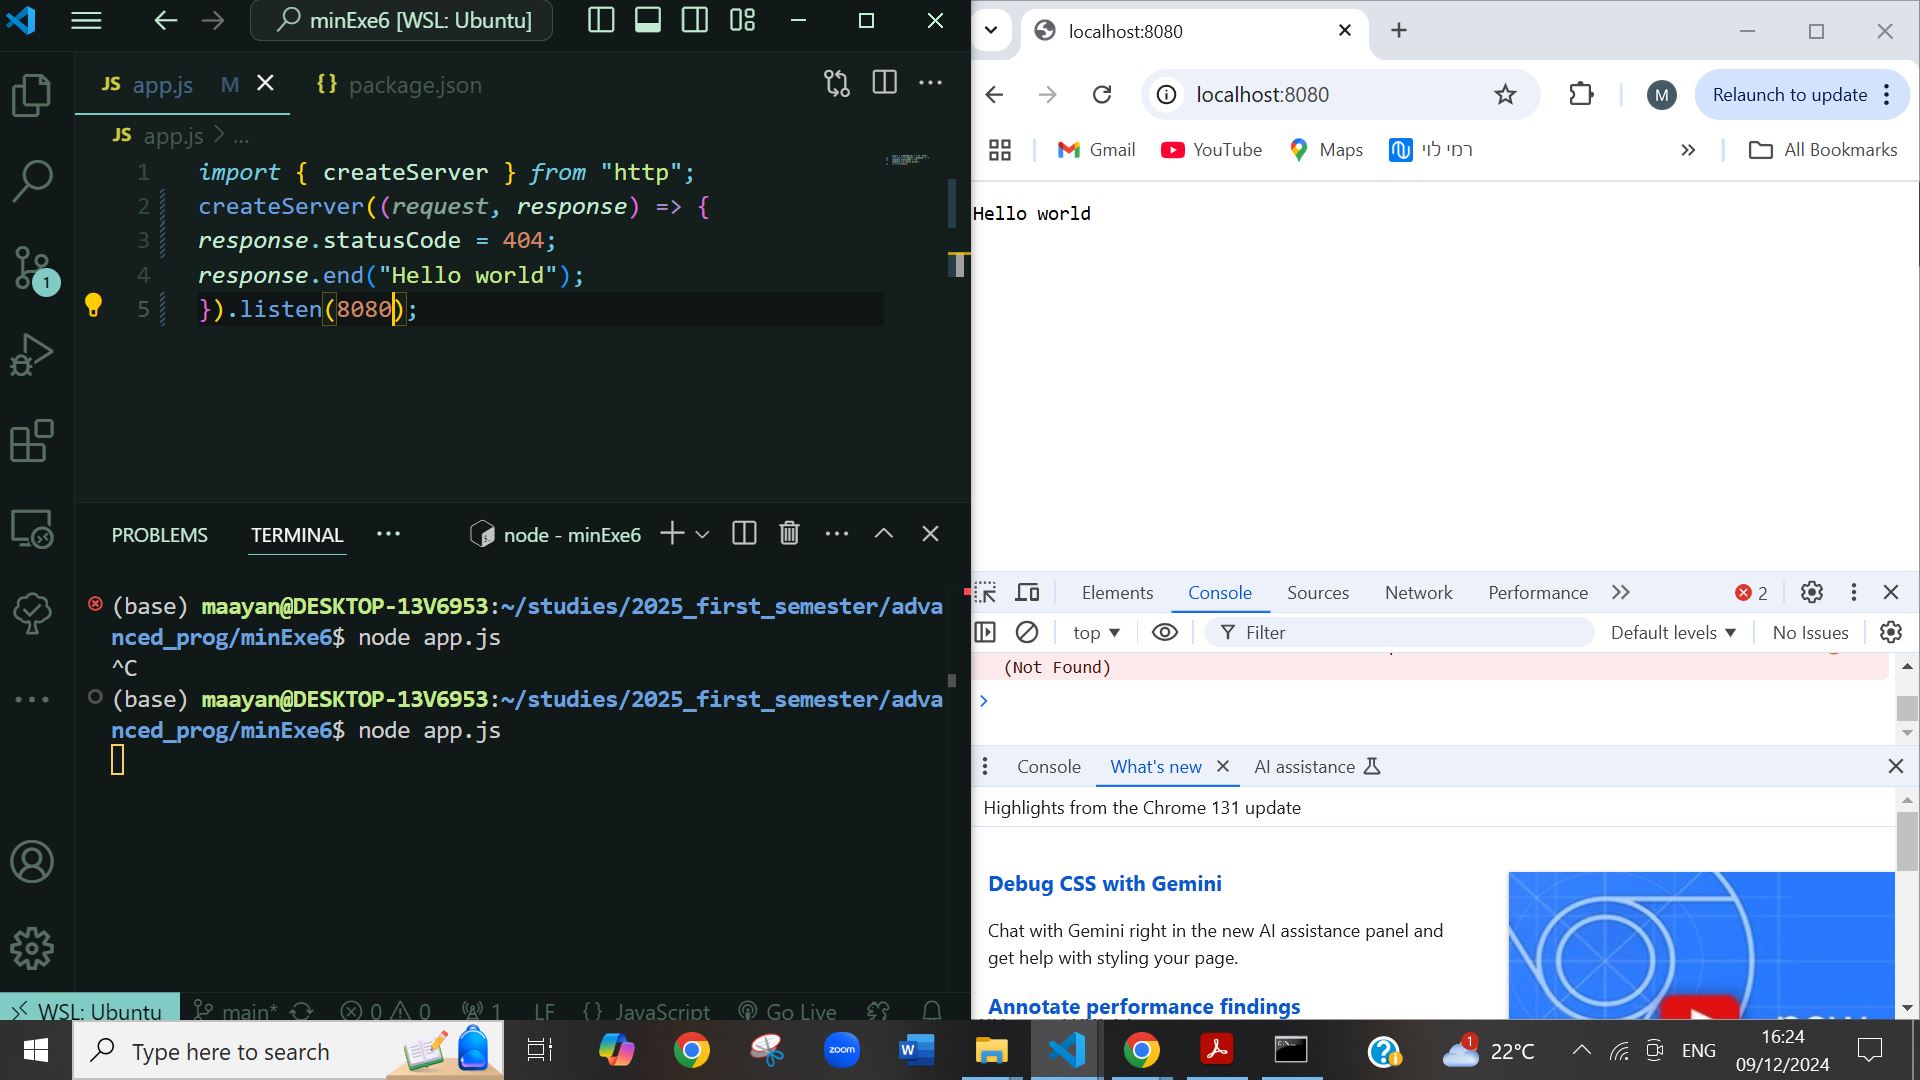 minExe6 [WSL: Ubuntu]
JS app.js M
{} package.json
JS app.js > ...
1 import { createServer } from "http";
2 createServer((request, response) => {
3 response.statusCode = 404;
4 response.end("Hello world");
5 }).listen(8080);
PROBLEMS TERMINAL ... node - minExe6
(base) maayan@DESKTOP-13V6953:~/studies/2025_first_semester/adva
nced_prog/minExe6$ node app.js
^C
(base) maayan@DESKTOP-13V6953:~/studies/2025_first_semester/adva
nced_prog/minExe6$ node app.js
1
WSL: Ubuntu main* 0 0 1 LF {} JavaScript Go Live
localhost:8080
localhost:8080 M Relaunch to update
Gmail YouTube Maps רמי לוי » All Bookmarks
Hello world
Elements Console Sources Network Performance » 2
top Filter Default levels No Issues
(Not Found)
Console What's new AI assistance
Highlights from the Chrome 131 update
Debug CSS with Gemini
Chat with Gemini right in the new AI assistance panel and
get help with styling your page.
Annotate performance findings
Type here to search zoom W 1 22°C ENG 16:24
09/12/2024